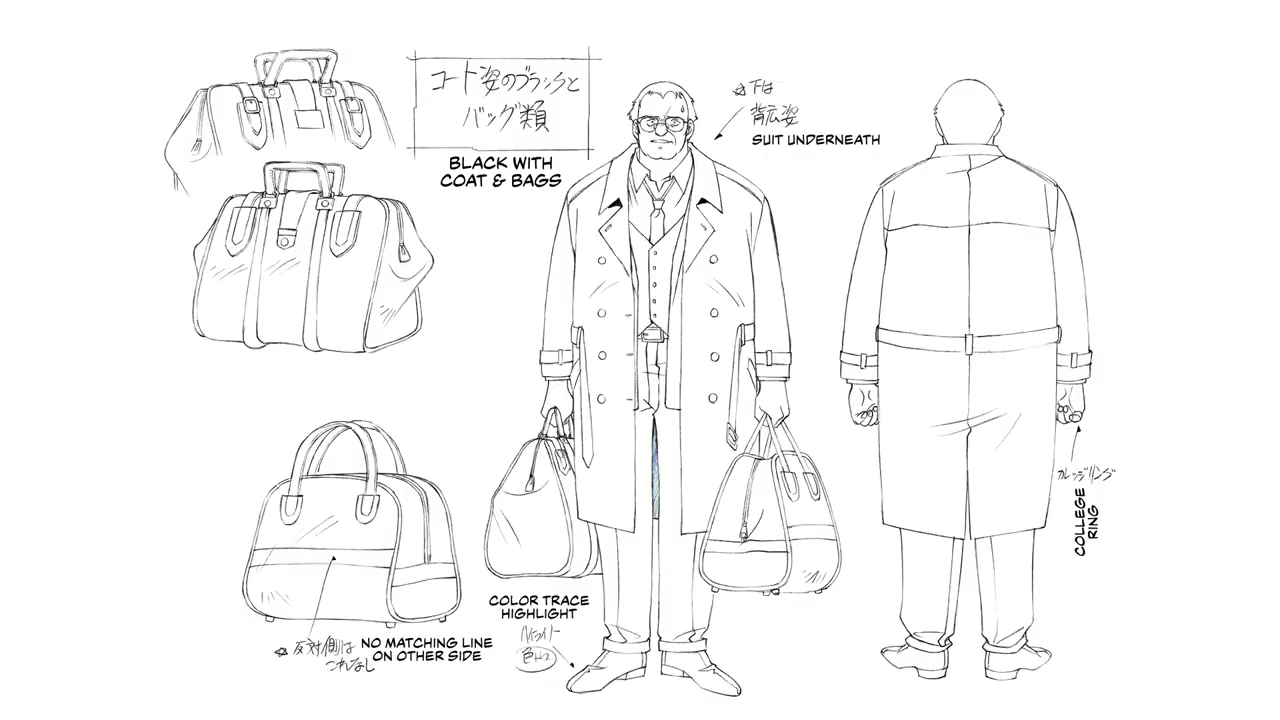 コート姿のブラックと
バッグ類
BLACK WITH
COAT & BAGS
☆下は
背広姿
SUIT UNDERNEATH
カレッジリング
COLLEGE
RING
COLOR TRACE
HIGHLIGHT
ハイライト
色トレス
☆反対側は
これなし
NO MATCHING LINE
ON OTHER SIDE